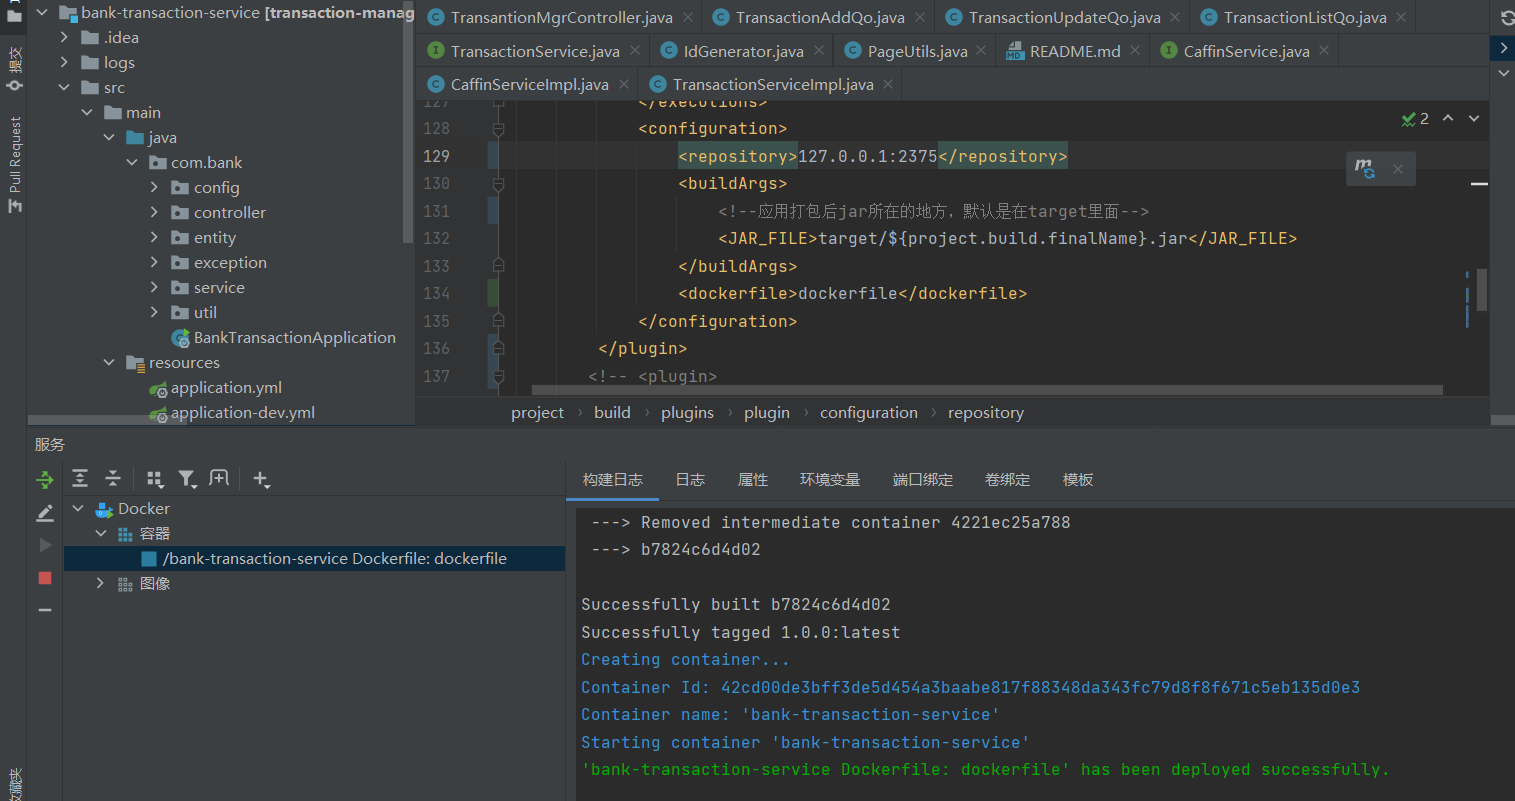 bank-transaction-service [transaction-manag
.idea
logs
src
main
java
com.bank
config
controller
entity
exception
service
util
BankTransactionApplication
resources
application.yml
application-dev.yml
提交
Pull Request
收藏夹
TransantionMgrController.java
TransactionAddQo.java
TransactionUpdateQo.java
TransactionListQo.java
TransactionService.java
IdGenerator.java
PageUtils.java
README.md
CaffinService.java
CaffinServiceImpl.java
TransactionServiceImpl.java
127 </executions>
128 <configuration>
129 <repository>127.0.0.1:2375</repository>
130 <buildArgs>
131 <!--应用打包后jar所在的地方，默认是在target里面-->
132 <JAR_FILE>target/${project.build.finalName}.jar</JAR_FILE>
133 </buildArgs>
134 <dockerfile>dockerfile</dockerfile>
135 </configuration>
136 </plugin>
137 <!-- <plugin>
2
project › build › plugins › plugin › configuration › repository
服务
Docker
容器
/bank-transaction-service Dockerfile: dockerfile
图像
构建日志 日志 属性 环境变量 端口绑定 卷绑定 模板
---> Removed intermediate container 4221ec25a788
---> b7824c6d4d02
Successfully built b7824c6d4d02
Successfully tagged 1.0.0:latest
Creating container...
Container Id: 42cd00de3bff3de5d454a3baabe817f88348da343fc79d8f8f671c5eb135d0e3
Container name: 'bank-transaction-service'
Starting container 'bank-transaction-service'
'bank-transaction-service Dockerfile: dockerfile' has been deployed successfully.